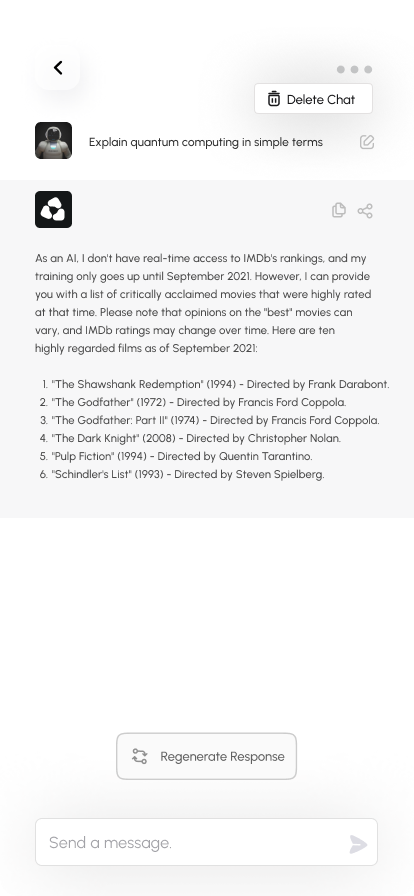 Delete Chat
Explain quantum computing in simple terms
As an AI, I don't have real-time access to IMDb's rankings, and my
training only goes up until September 2021. However, I can provide
you with a list of critically acclaimed movies that were highly rated
at that time. Please note that opinions on the "best" movies can
vary, and IMDb ratings may change over time. Here are ten
highly regarded films as of September 2021:
1. "The Shawshank Redemption" (1994) - Directed by Frank Darabont.
2. "The Godfather" (1972) - Directed by Francis Ford Coppola.
3. "The Godfather: Part II" (1974) - Directed by Francis Ford Coppola.
4. "The Dark Knight" (2008) - Directed by Christopher Nolan.
5. "Pulp Fiction" (1994) - Directed by Quentin Tarantino.
6. "Schindler's List" (1993) - Directed by Steven Spielberg.
Regenerate Response
Send a message.